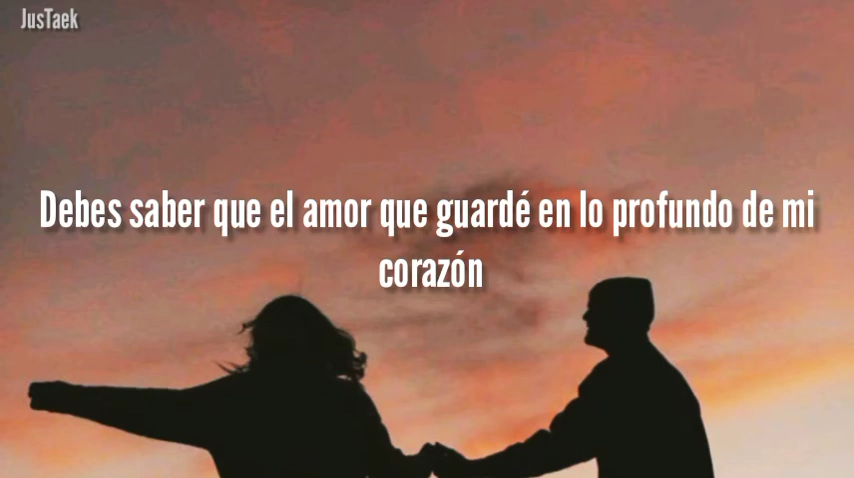 JusTaek
Debes saber que el amor que guardé en lo profundo de mi
corazón